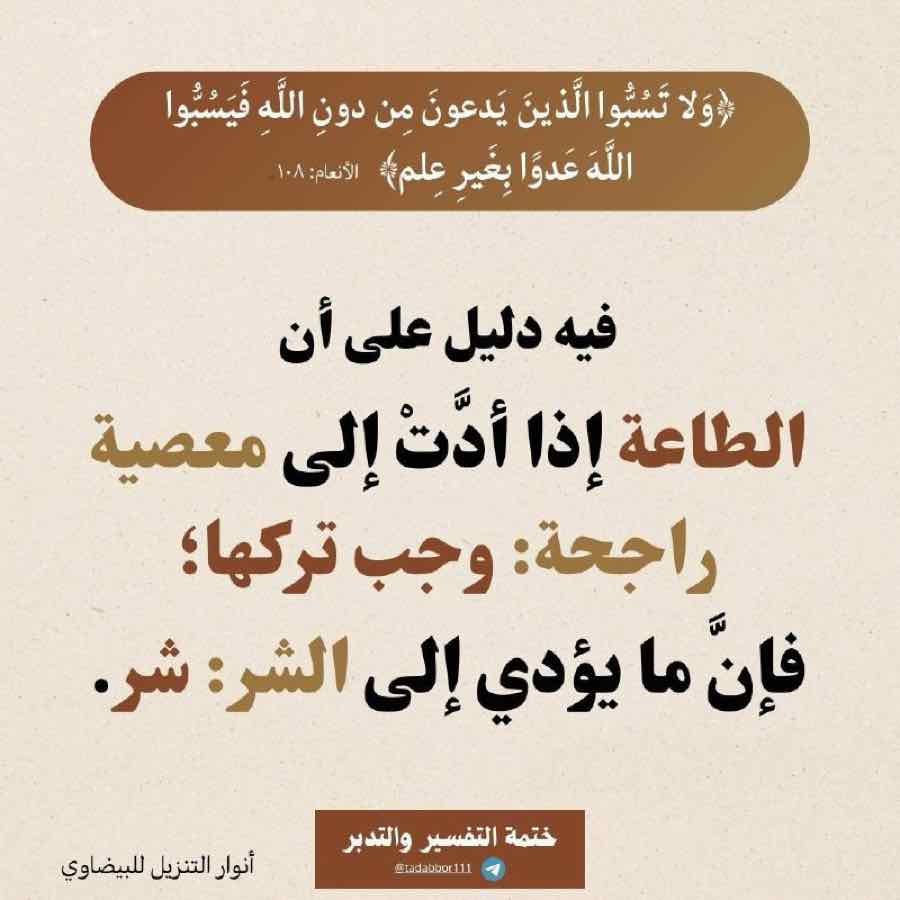 ﴿وَلا تَسُبُّوا الَّذينَ يَدعونَ مِن دونِ اللَّهِ فَيَسُبُّوا
اللَّهَ عَدوًا بِغَيرِ عِلم﴾ الأنعام: ١٠٨.
فيه دليل على أن
الطاعة إذا أدَّتْ إلى معصية
راجحة: وجب تركها؛
فإنَّ ما يؤدي إلى الشر: شر.
ختمة التفسير والتدبر
@tadabbor111
أنوار التنزيل للبيضاوي